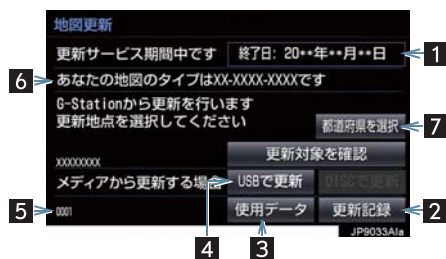 地図更新
更新サービス期間中です 終了日: 20**年**月**日 1
6 あなたの地図のタイプはXX-XXXX-XXXXです
G-Stationから更新を行います
更新地点を選択してください 都道府県を選択 7
更新対象を確認
XXXXXXXX
メディアから更新する場合 USBで更新 DISCで更新
5 0001 使用データ 更新記録 2
4 3 JP9033AIa